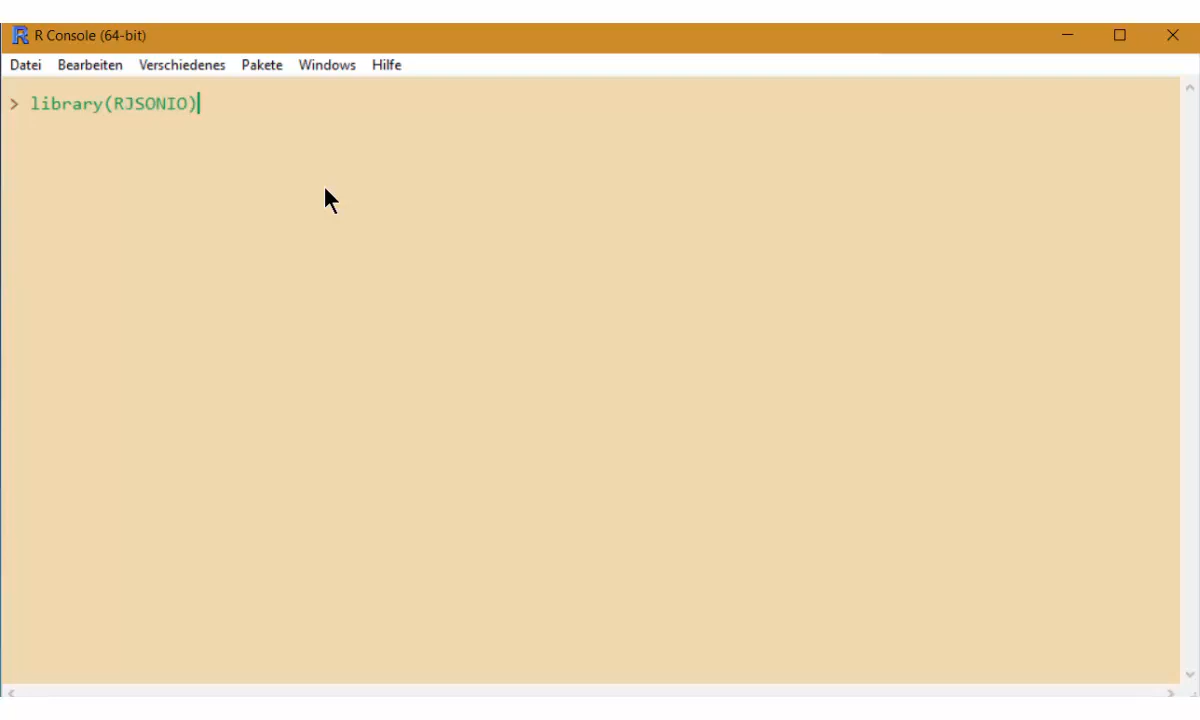 R Console (64-bit)
Datei Bearbeiten Verschiedenes Pakete Windows Hilfe
> library(RJSONIO)